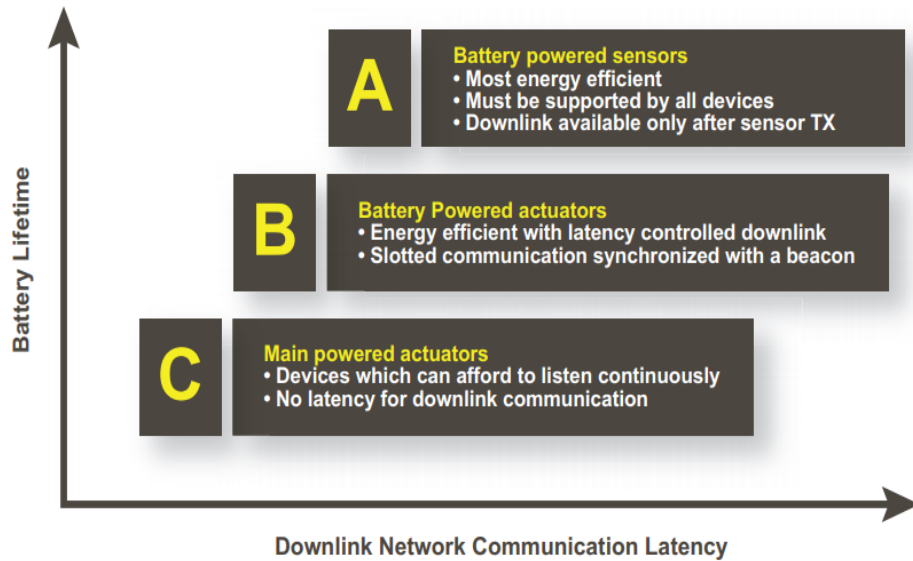 Battery Lifetime
A
Battery powered sensors
• Most energy efficient
• Must be supported by all devices
• Downlink available only after sensor TX
B
Battery Powered actuators
• Energy efficient with latency controlled downlink
• Slotted communication synchronized with a beacon
C
Main powered actuators
• Devices which can afford to listen continuously
• No latency for downlink communication
Downlink Network Communication Latency